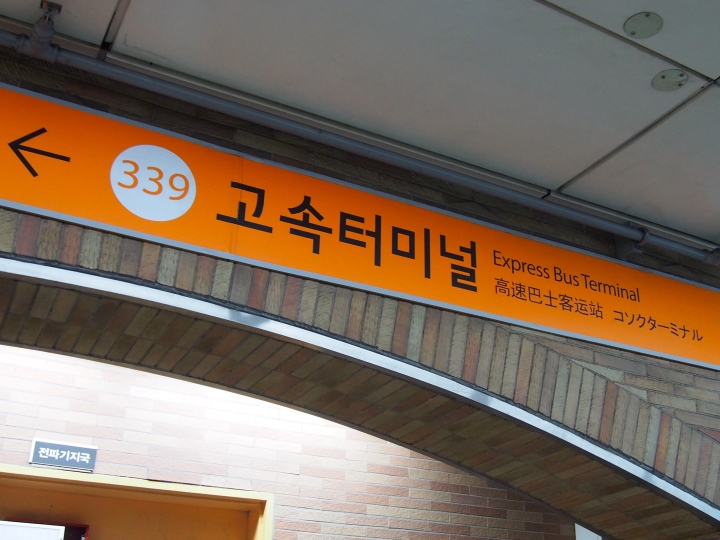 ← 339 고속터미널
Express Bus Terminal
高速巴士客运站 コソクターミナル
전파기지국